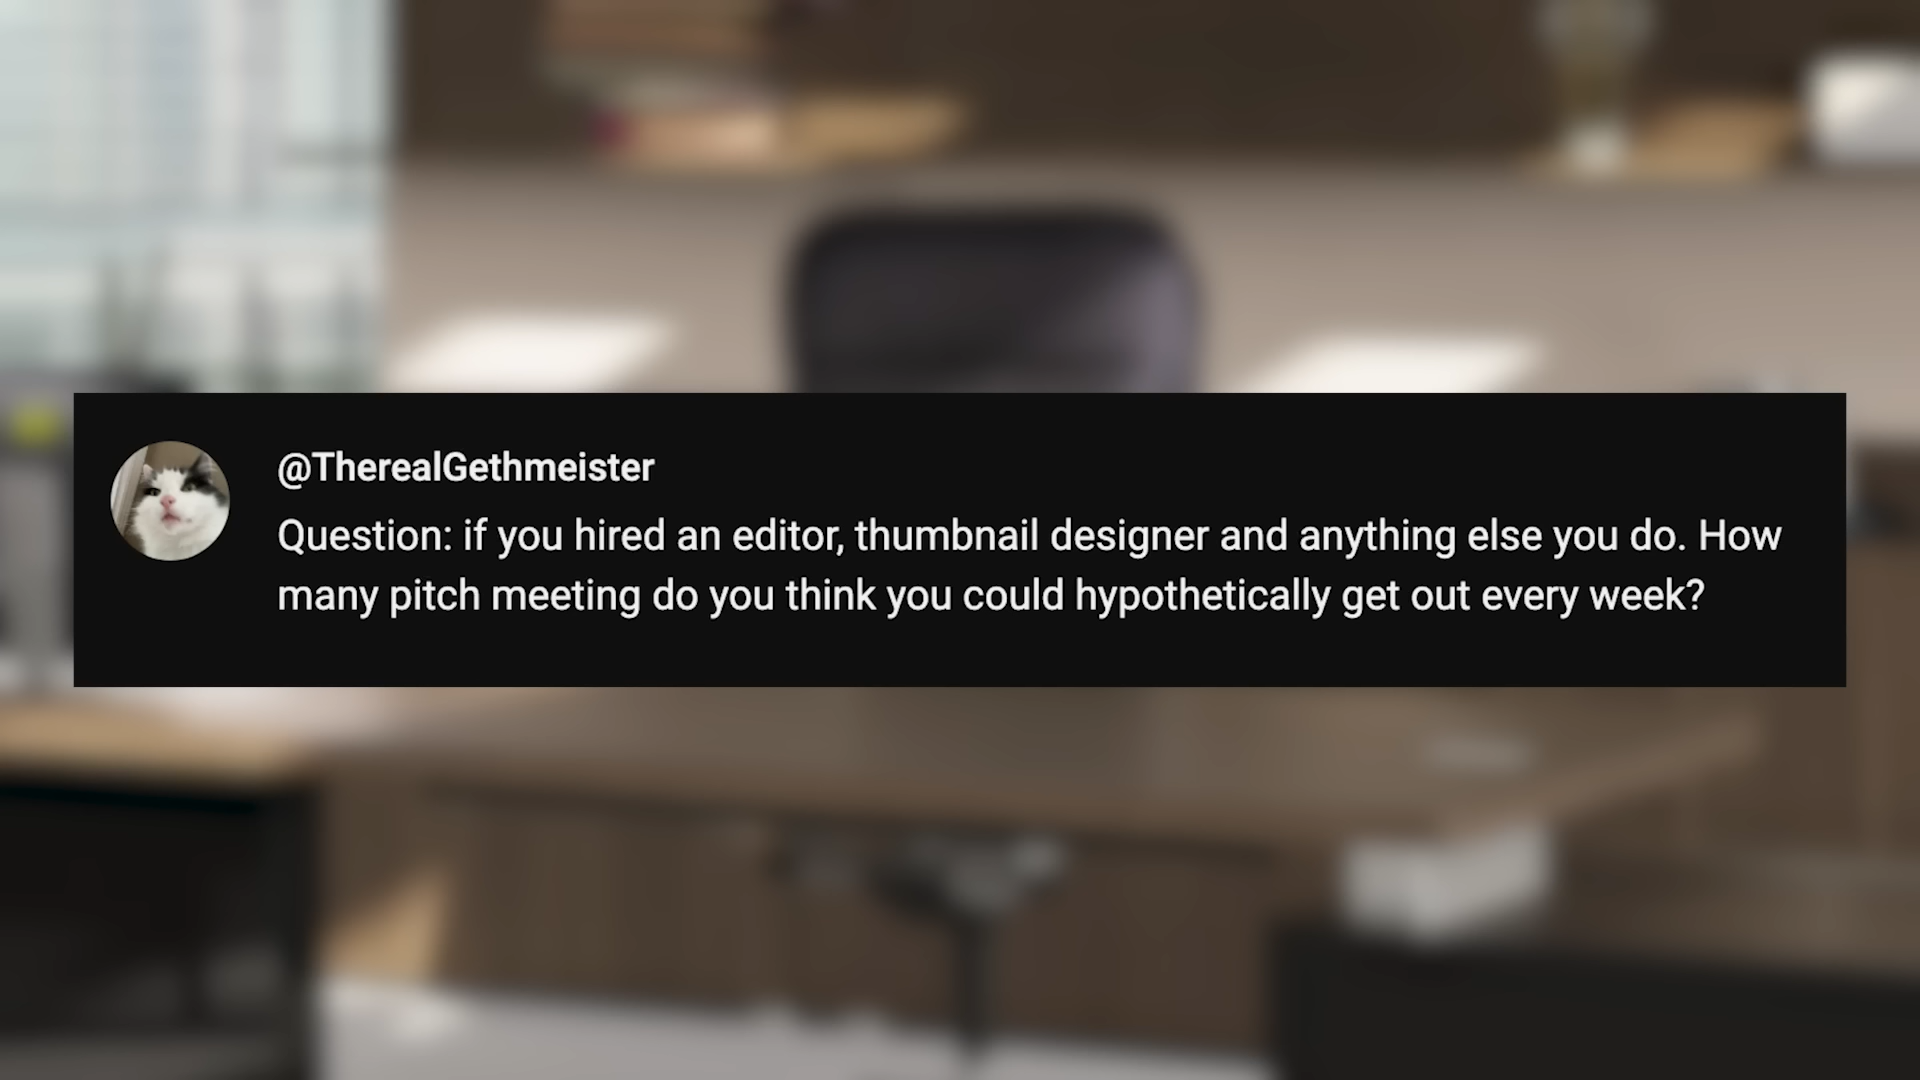 @TherealGethmeister
Question: if you hired an editor, thumbnail designer and anything else you do. How
many pitch meeting do you think you could hypothetically get out every week?